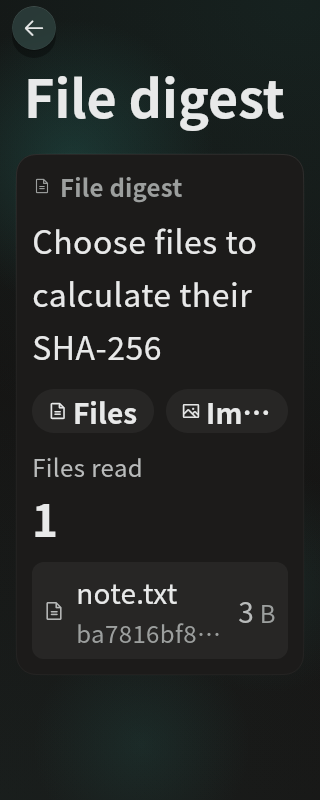 File digest
File digest
Choose files to
calculate their
SHA-256
Files
Im…
Files read
1
note.txt
3 B
ba7816bf8…